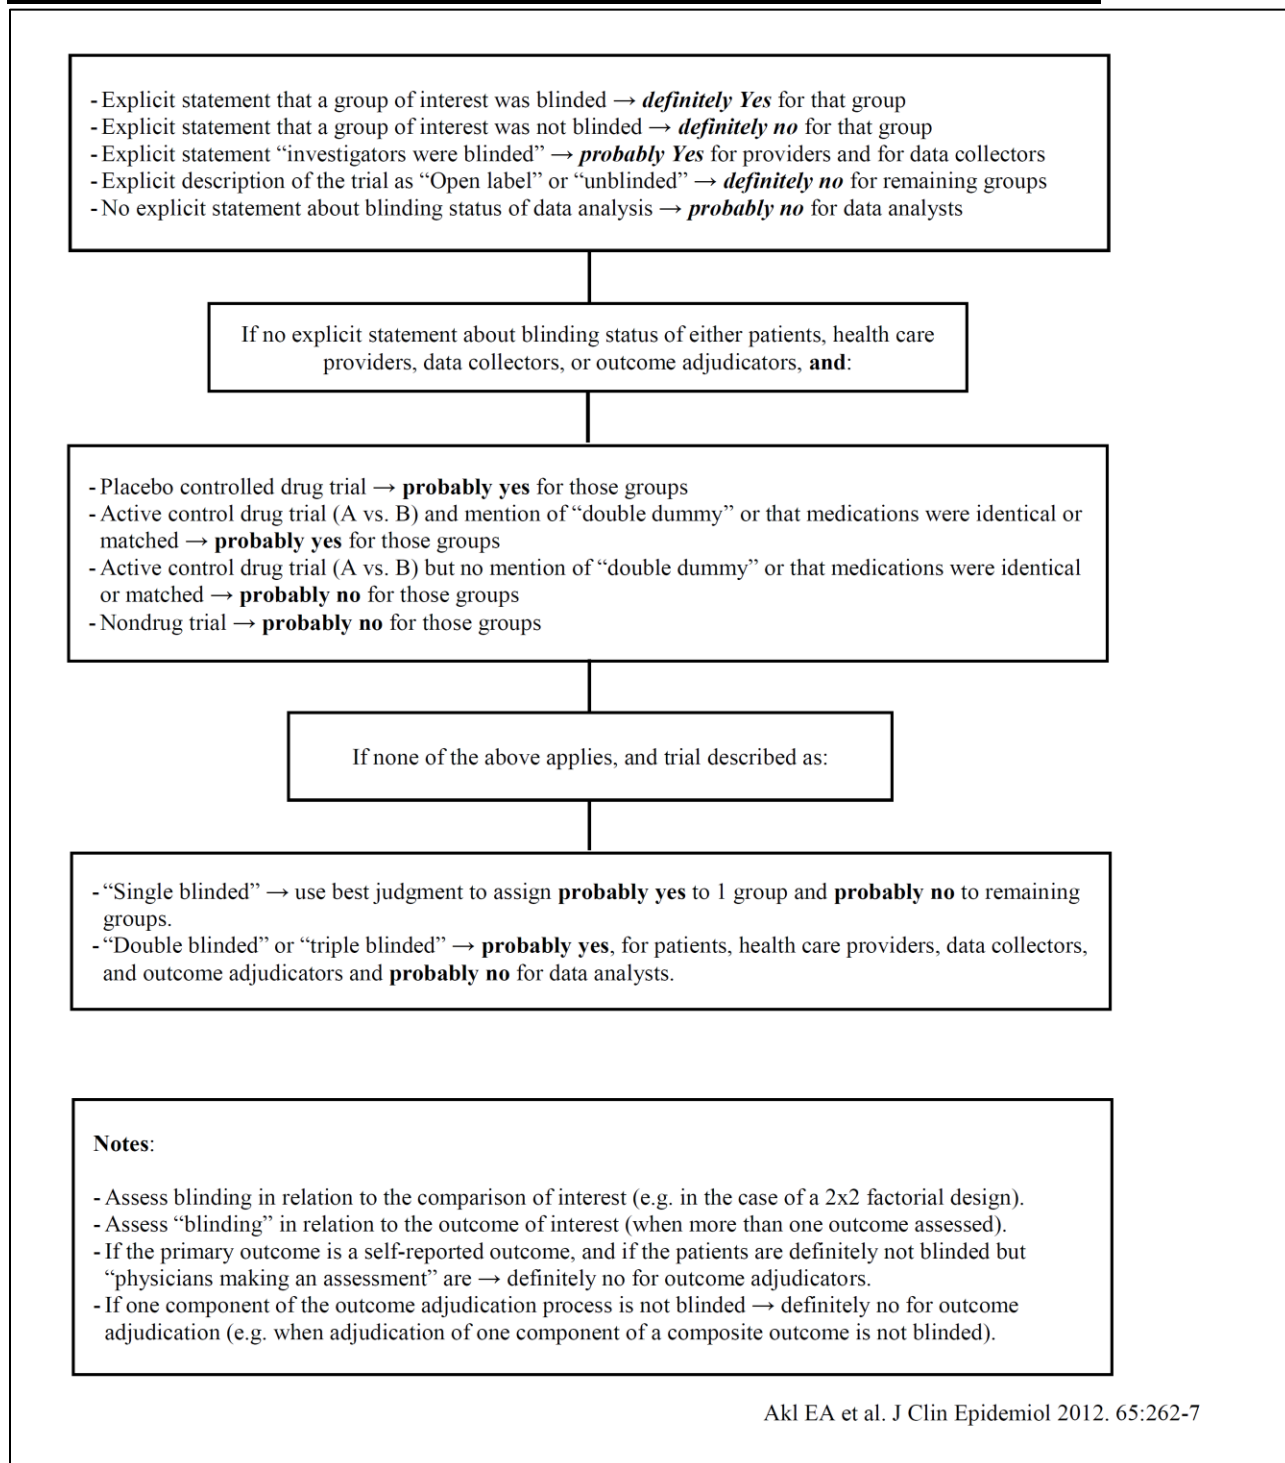 - Explicit statement that a group of interest was blinded → definitely Yes for that group
- Explicit statement that a group of interest was not blinded → definitely no for that group
- Explicit statement “investigators were blinded” → probably Yes for providers and for data collectors
- Explicit description of the trial as “Open label” or “unblinded” → definitely no for remaining groups
- No explicit statement about blinding status of data analysis → probably no for data analysts
If no explicit statement about blinding status of either patients, health care
providers, data collectors, or outcome adjudicators, and:
- Placebo controlled drug trial → probably yes for those groups
- Active control drug trial (A vs. B) and mention of “double dummy” or that medications were identical or
matched → probably yes for those groups
- Active control drug trial (A vs. B) but no mention of “double dummy” or that medications were identical
or matched → probably no for those groups
- Nondrug trial → probably no for those groups
If none of the above applies, and trial described as:
- “Single blinded” → use best judgment to assign probably yes to 1 group and probably no to remaining
groups.
- “Double blinded” or “triple blinded” → probably yes, for patients, health care providers, data collectors,
and outcome adjudicators and probably no for data analysts.
Notes:
- Assess blinding in relation to the comparison of interest (e.g. in the case of a 2x2 factorial design).
- Assess “blinding” in relation to the outcome of interest (when more than one outcome assessed).
- If the primary outcome is a self-reported outcome, and if the patients are definitely not blinded but
“physicians making an assessment” are → definitely no for outcome adjudicators.
- If one component of the outcome adjudication process is not blinded → definitely no for outcome
adjudication (e.g. when adjudication of one component of a composite outcome is not blinded).
Akl EA et al. J Clin Epidemiol 2012. 65:262-7